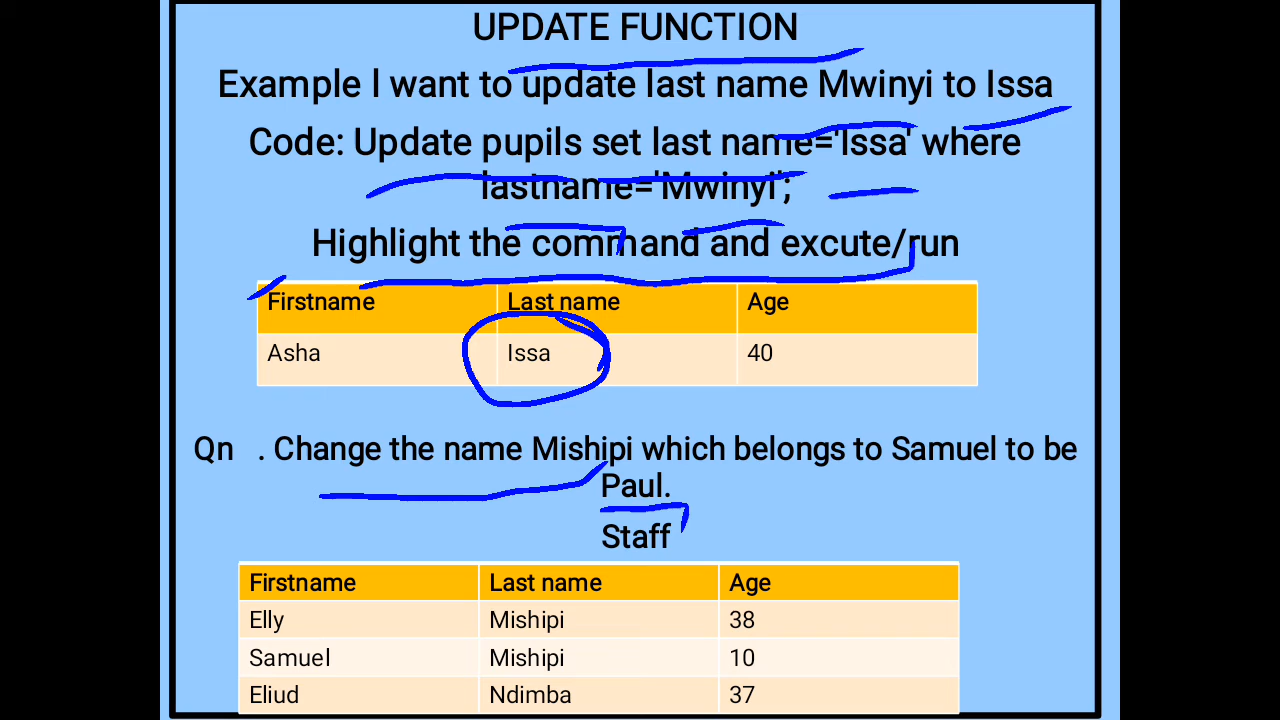 UPDATE FUNCTION
Example l want to update last name Mwinyi to Issa
Code: Update pupils set last name='Issa' where
lastname='Mwinyi';
Highlight the command and excute/run
Firstname Last name Age
Asha Issa 40
Qn . Change the name Mishipi which belongs to Samuel to be
Paul.
Staff
Firstname Last name Age
Elly Mishipi 38
Samuel Mishipi 10
Eliud Ndimba 37